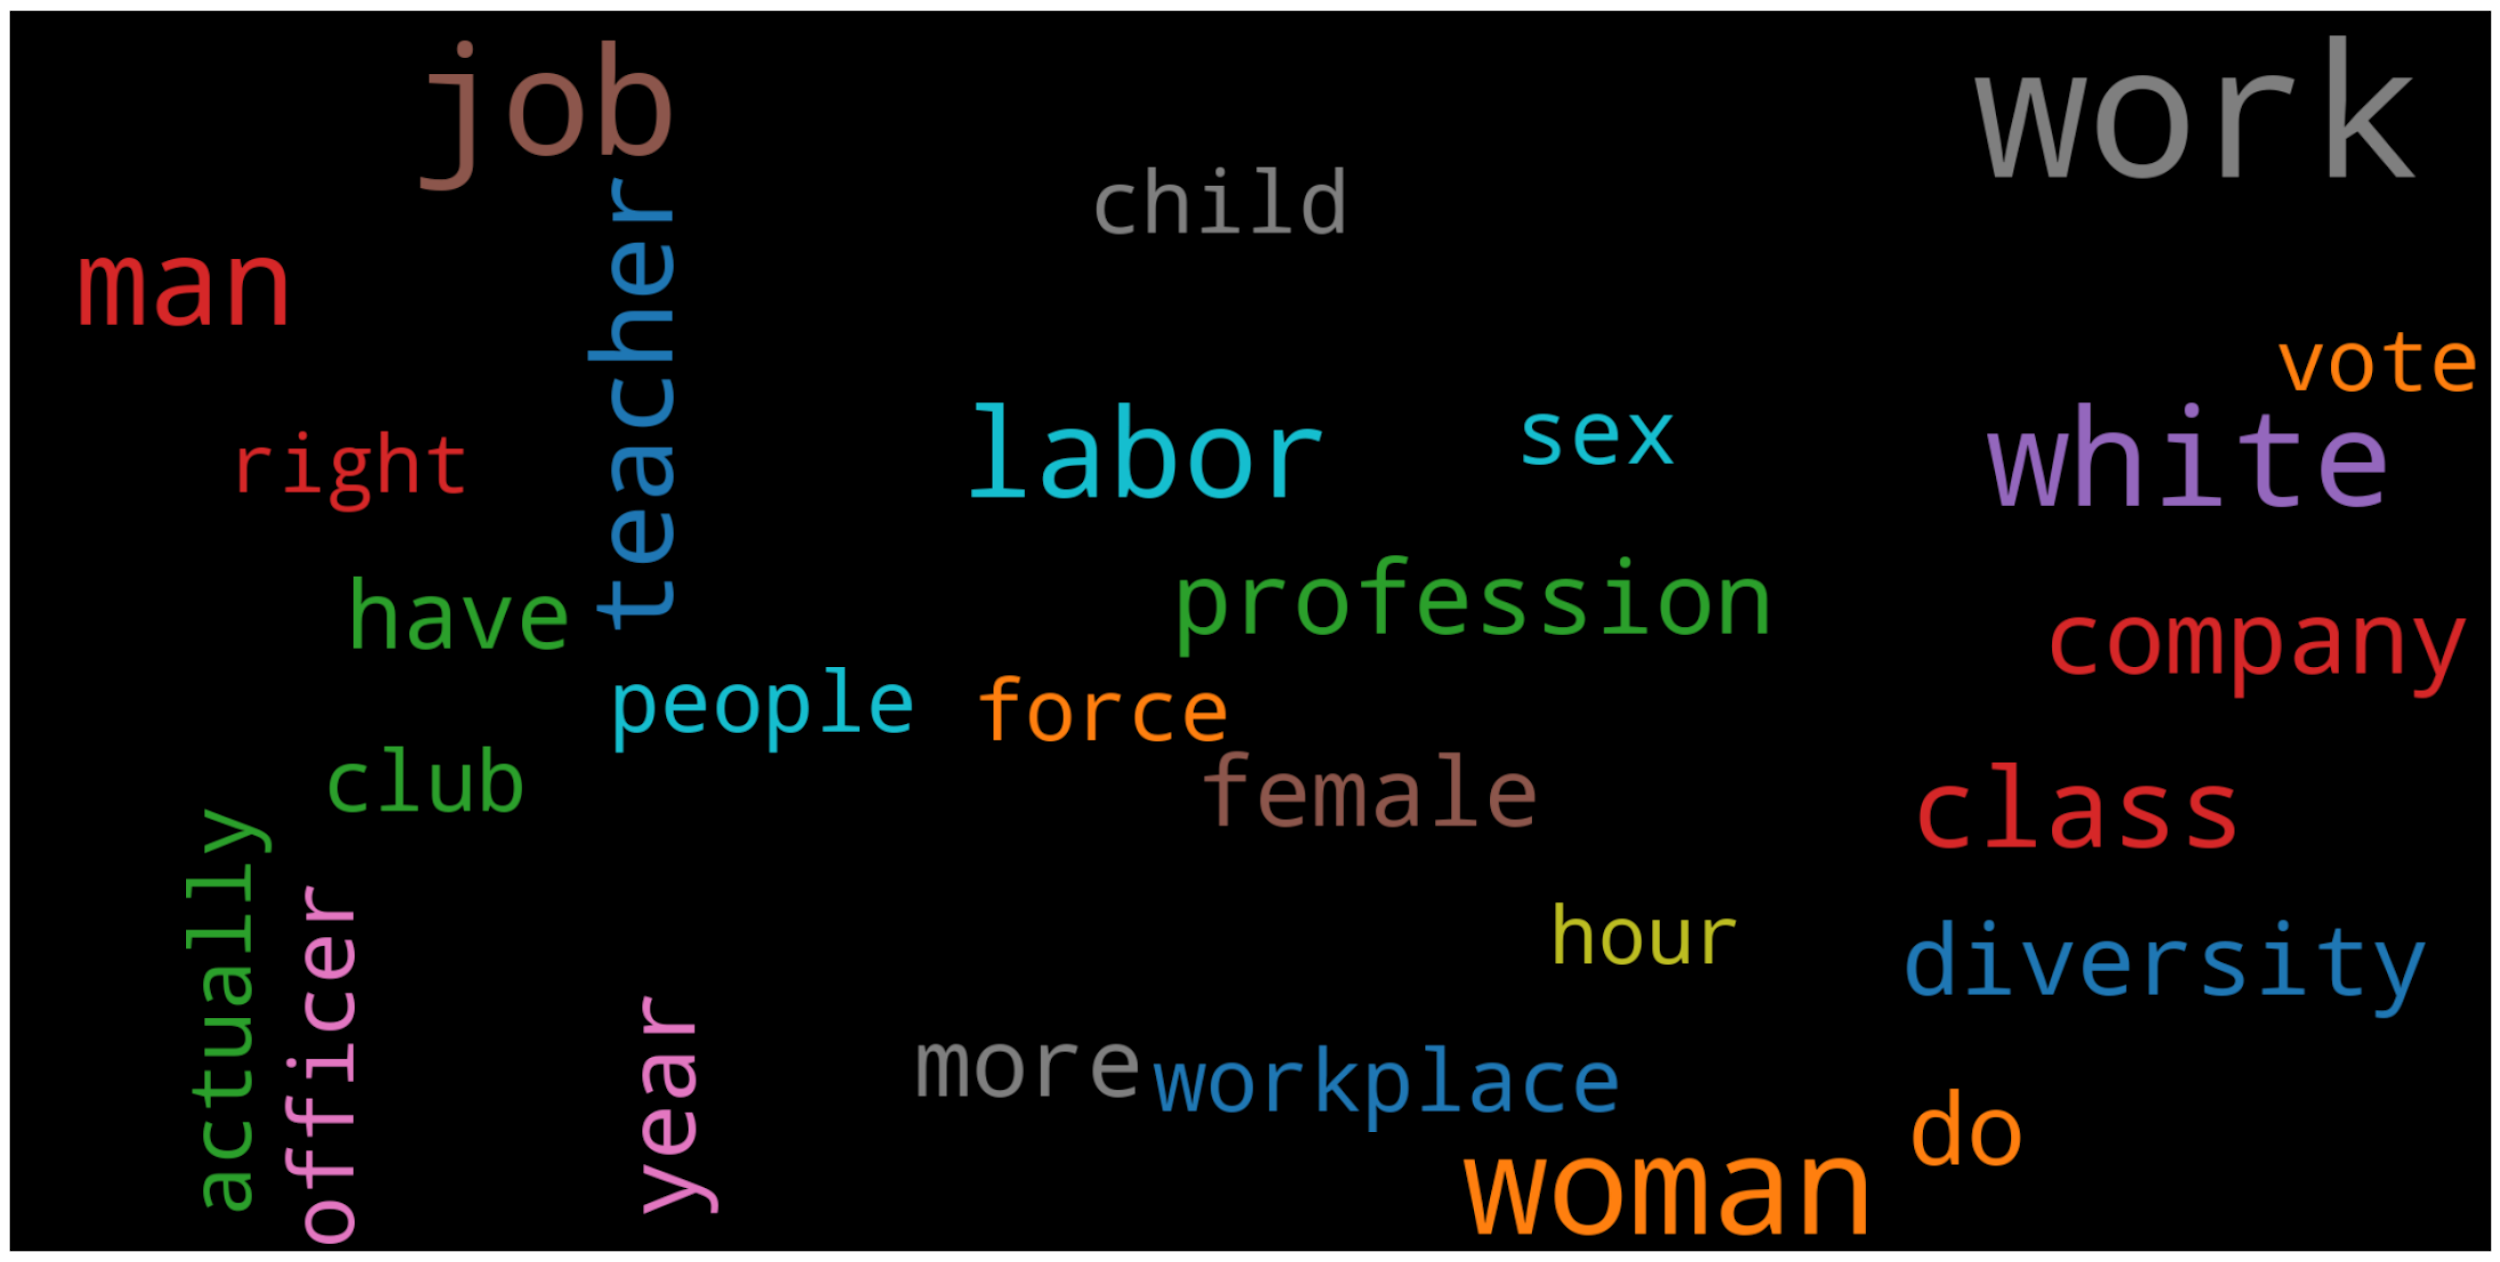 job
work
child
man
teacher
vote
labor
sex
white
right
have
profession
company
people
force
club
female
class
actually
officer
hour
diversity
year
more
workplace
do
woman